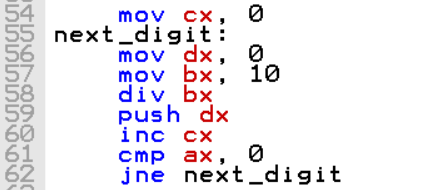 54 mov cx, 0
55 next_digit:
56 mov dx, 0
57 mov bx, 10
58 div bx
59 push dx
60 inc cx
61 cmp ax, 0
62 jne next_digit